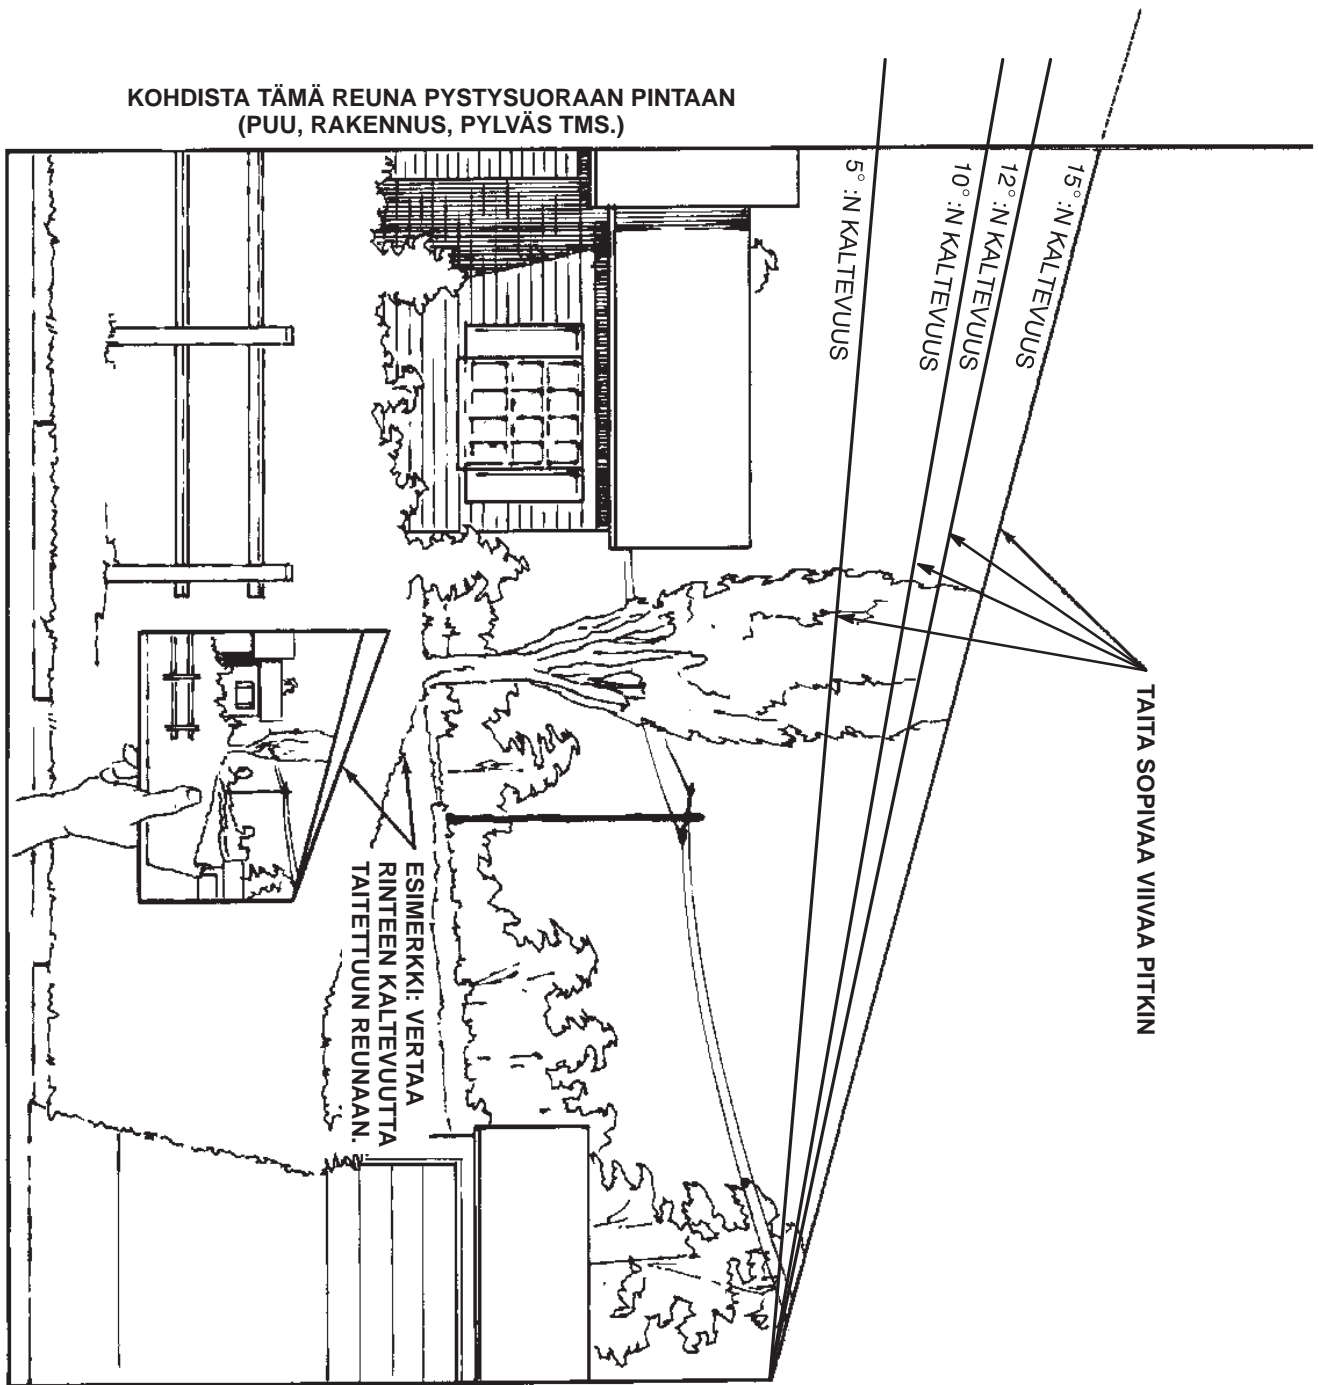 KOHDISTA TÄMÄ REUNA PYSTYSUORAAN PINTAAN
(PUU, RAKENNUS, PYLVÄS TMS.)
5° :N KALTEVUUS
10° :N KALTEVUUS
12° :N KALTEVUUS
15° :N KALTEVUUS
TAITA SOPIVAA VIIVAA PITKIN
ESIMERKKI: VERTAA
RINTEEN KALTEVUUTTA
TAITETTUUN REUNAAN.